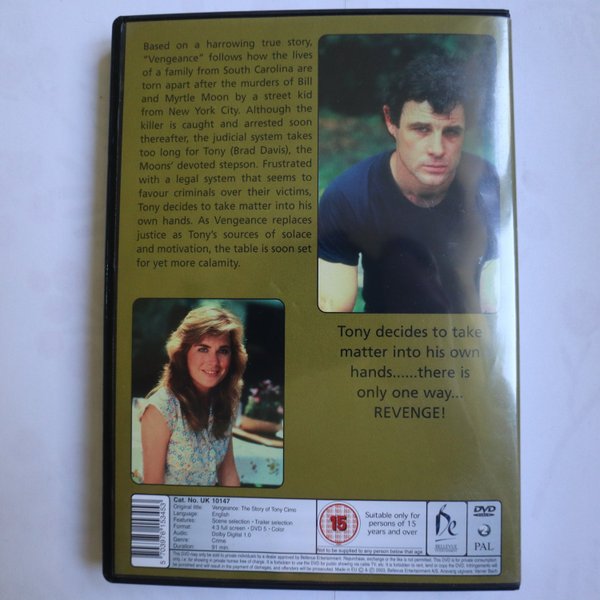 Based on a harrowing true story,
"Vengeance" follows how the lives
of a family from South Carolina are
torn apart after the murders of Bill
and Myrtle Moon by a street kid
from New York City. Although the
killer is caught and arrested soon
thereafter, the judicial system takes
too long for Tony (Brad Davis), the
Moons' devoted stepson. Frustrated
with a legal system that seems to
favour criminals over their victims,
Tony decides to take matter into his
own hands. As Vengeance replaces
justice as Tony's sources of solace
and motivation, the table is soon set
for yet more calamity.
Tony decides to take
matter into his own
hands......there is
only one way...
REVENGE!
Cat. No. UK 10147
Original title: Vengeance: The Story of Tony Cimo
Language: English
Features: Scene selection • Trailer selection
Format: 4:3 full screen • DVD 5 • Color
Audio: Dolby Digital 1.0
Genre: Crime
Duration: 91 min.
15
Suitable only for
persons of 15
years and over
Not to be supplied to any person below that age.
BELLEVUE
DVD
PAL